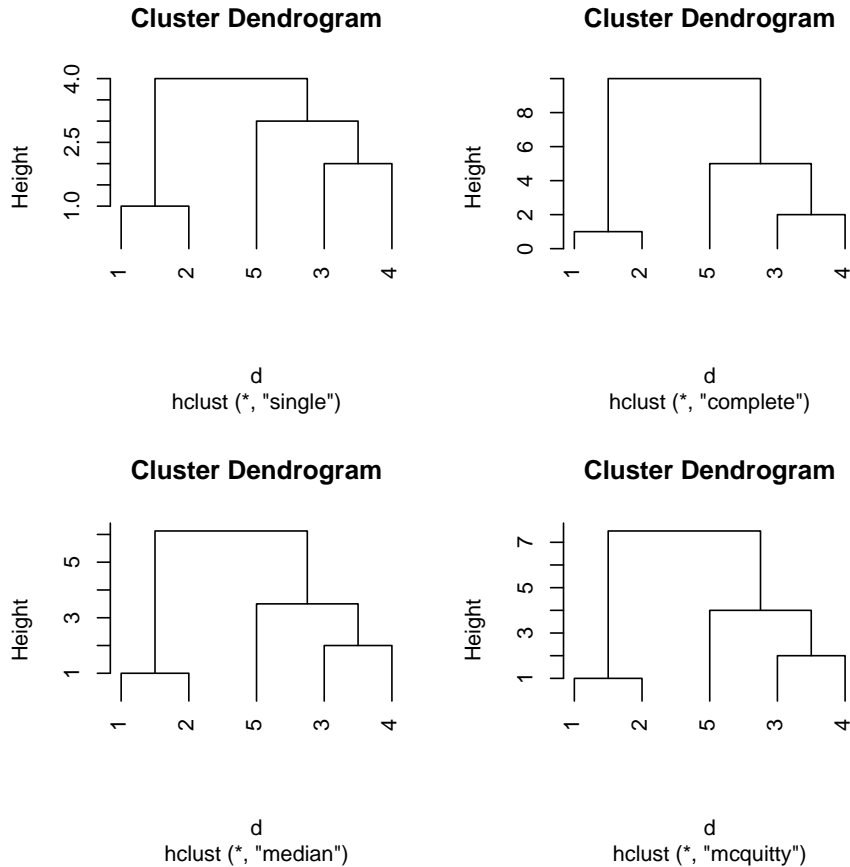 Cluster Dendrogram
Height
1.0
2.5
4.0
1
2
5
3
4
d
hclust (*, "single")
Cluster Dendrogram
Height
0
2
4
6
8
1
2
5
3
4
d
hclust (*, "complete")
Cluster Dendrogram
Height
1
3
5
1
2
5
3
4
d
hclust (*, "median")
Cluster Dendrogram
Height
1
3
5
7
1
2
5
3
4
d
hclust (*, "mcquitty")